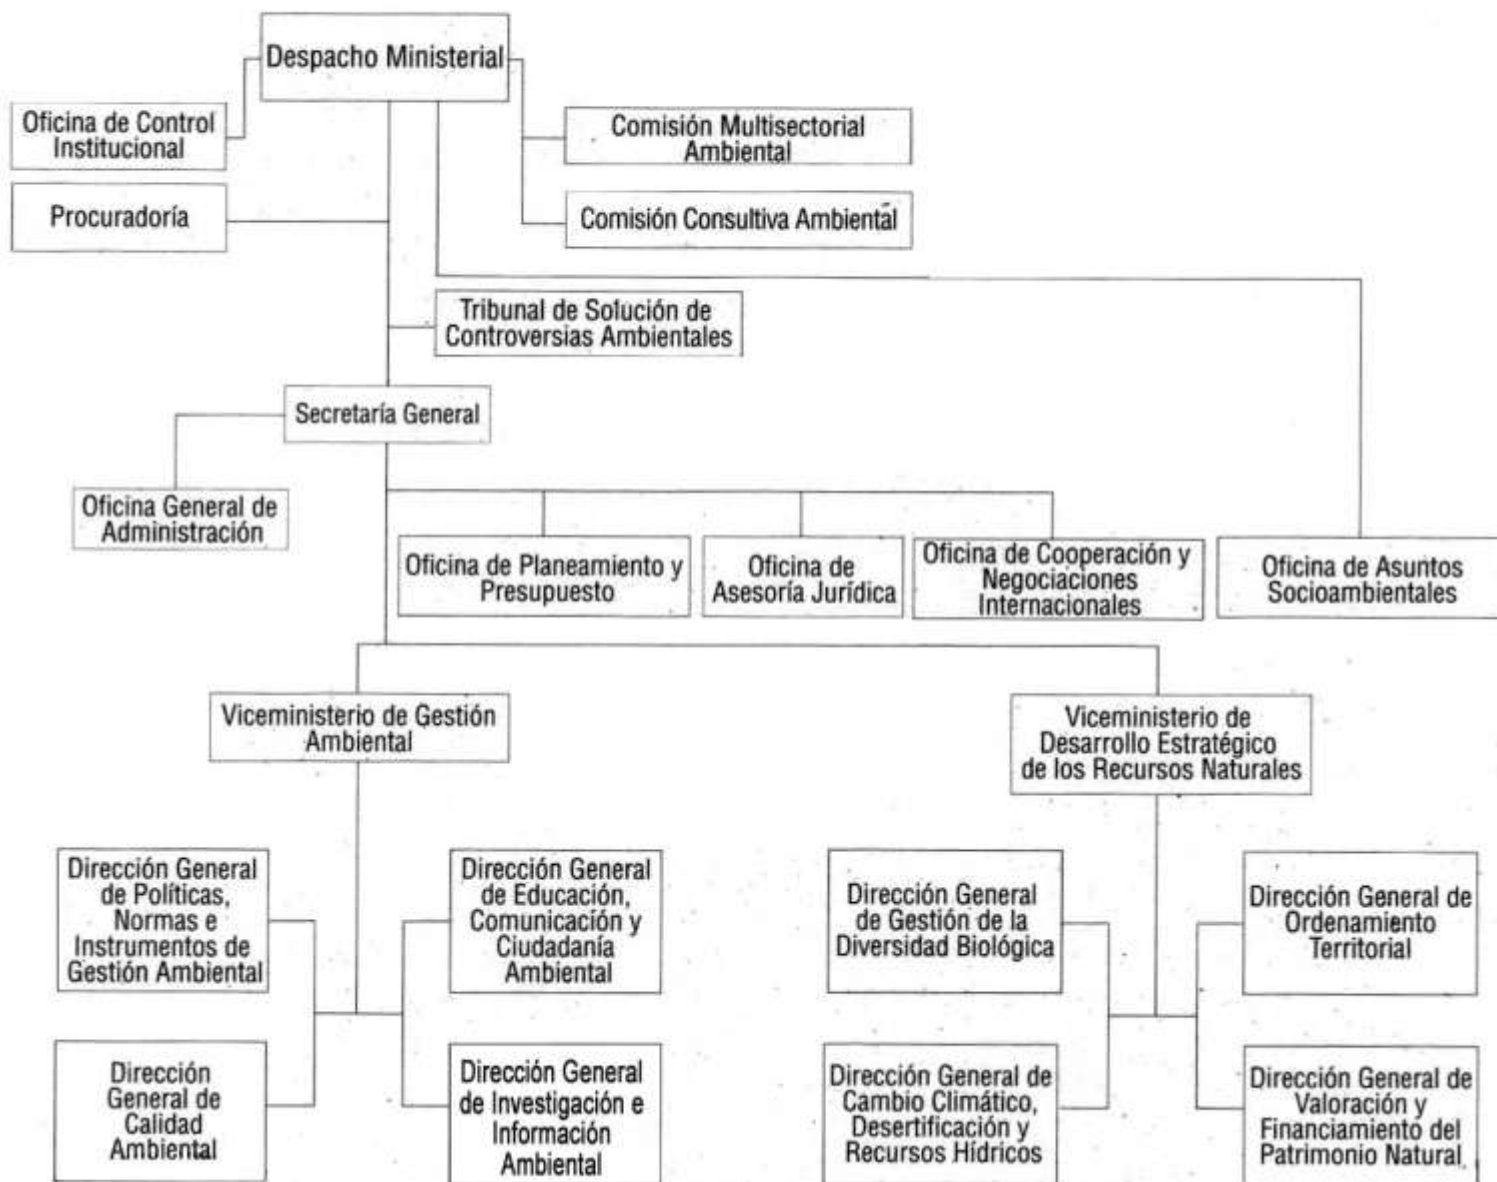 Despacho Ministerial
Oficina de Control
Institucional
Comisión Multisectorial
Ambiental
Procuradoría
Comisión Consultiva Ambiental
Tribunal de Solución de
Controversias Ambientales
Secretaría General
Oficina General de
Administración
Oficina de Planeamiento y
Presupuesto
Oficina de
Asesoría Jurídica
Oficina de Cooperación y
Negociaciones
Internacionales
Oficina de Asuntos
Socioambientales
Viceministerio de Gestión
Ambiental
Viceministerio de
Desarrollo Estratégico
de los Recursos Naturales
Dirección General
de Políticas,
Normas e
Instrumentos de
Gestión Ambiental
Dirección General
de Educación,
Comunicación y
Ciudadanía
Ambiental
Dirección General
de Gestión de la
Diversidad Biológica
Dirección General de
Ordenamiento
Territorial
Dirección
General de
Calidad
Ambiental
Dirección General
de Investigación e
Información
Ambiental
Dirección General de
Cambio Climático,
Desertificación y
Recursos Hídricos
Dirección General de
Valoración y
Financiamiento del
Patrimonio Natural